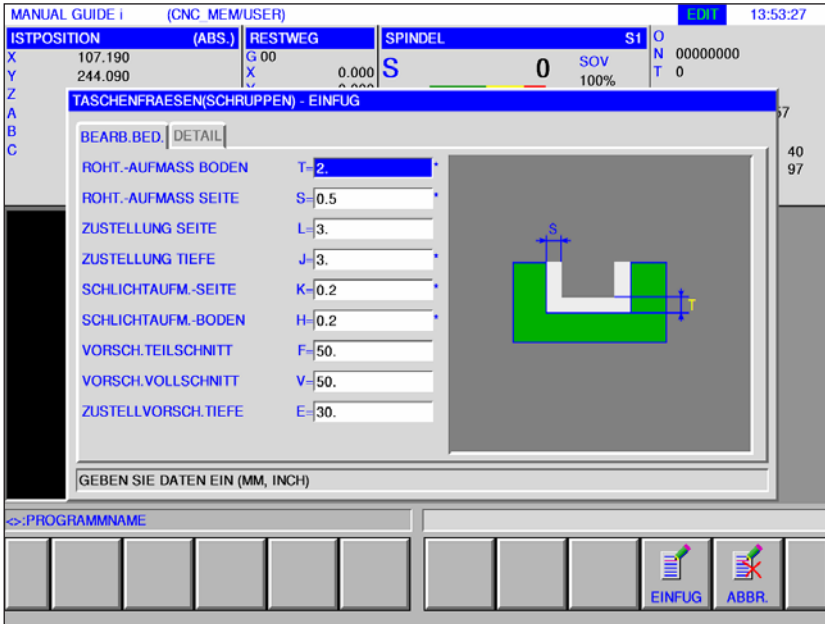 MANUAL GUIDE i (CNC_MEM/USER) EDIT 13:53:27
ISTPOSITION (ABS.) RESTWEG SPINDEL S1 O
X 107.190 G 00 S 0 SOV N 00000000
Y 244.090 X 0.000 100% T 0
Z
TASCHENFRAESEN(SCHRUPPEN) - EINFUG
A
B BEARB.BED. DETAIL
C 40
97
ROHT.-AUFMASS BODEN T=2. *
ROHT.-AUFMASS SEITE S=0.5 *
ZUSTELLUNG SEITE L=3.
ZUSTELLUNG TIEFE J=3. *
SCHLICHTAUFM.-SEITE K=0.2 *
SCHLICHTAUFM.-BODEN H=0.2 *
VORSCH.TEILSCHNITT F=50.
VORSCH.VOLLSCHNITT V=50.
ZUSTELLVORSCH.TIEFE E=30.
S
T
GEBEN SIE DATEN EIN (MM, INCH)
<>:PROGRAMMNAME
EINFUG ABBR.